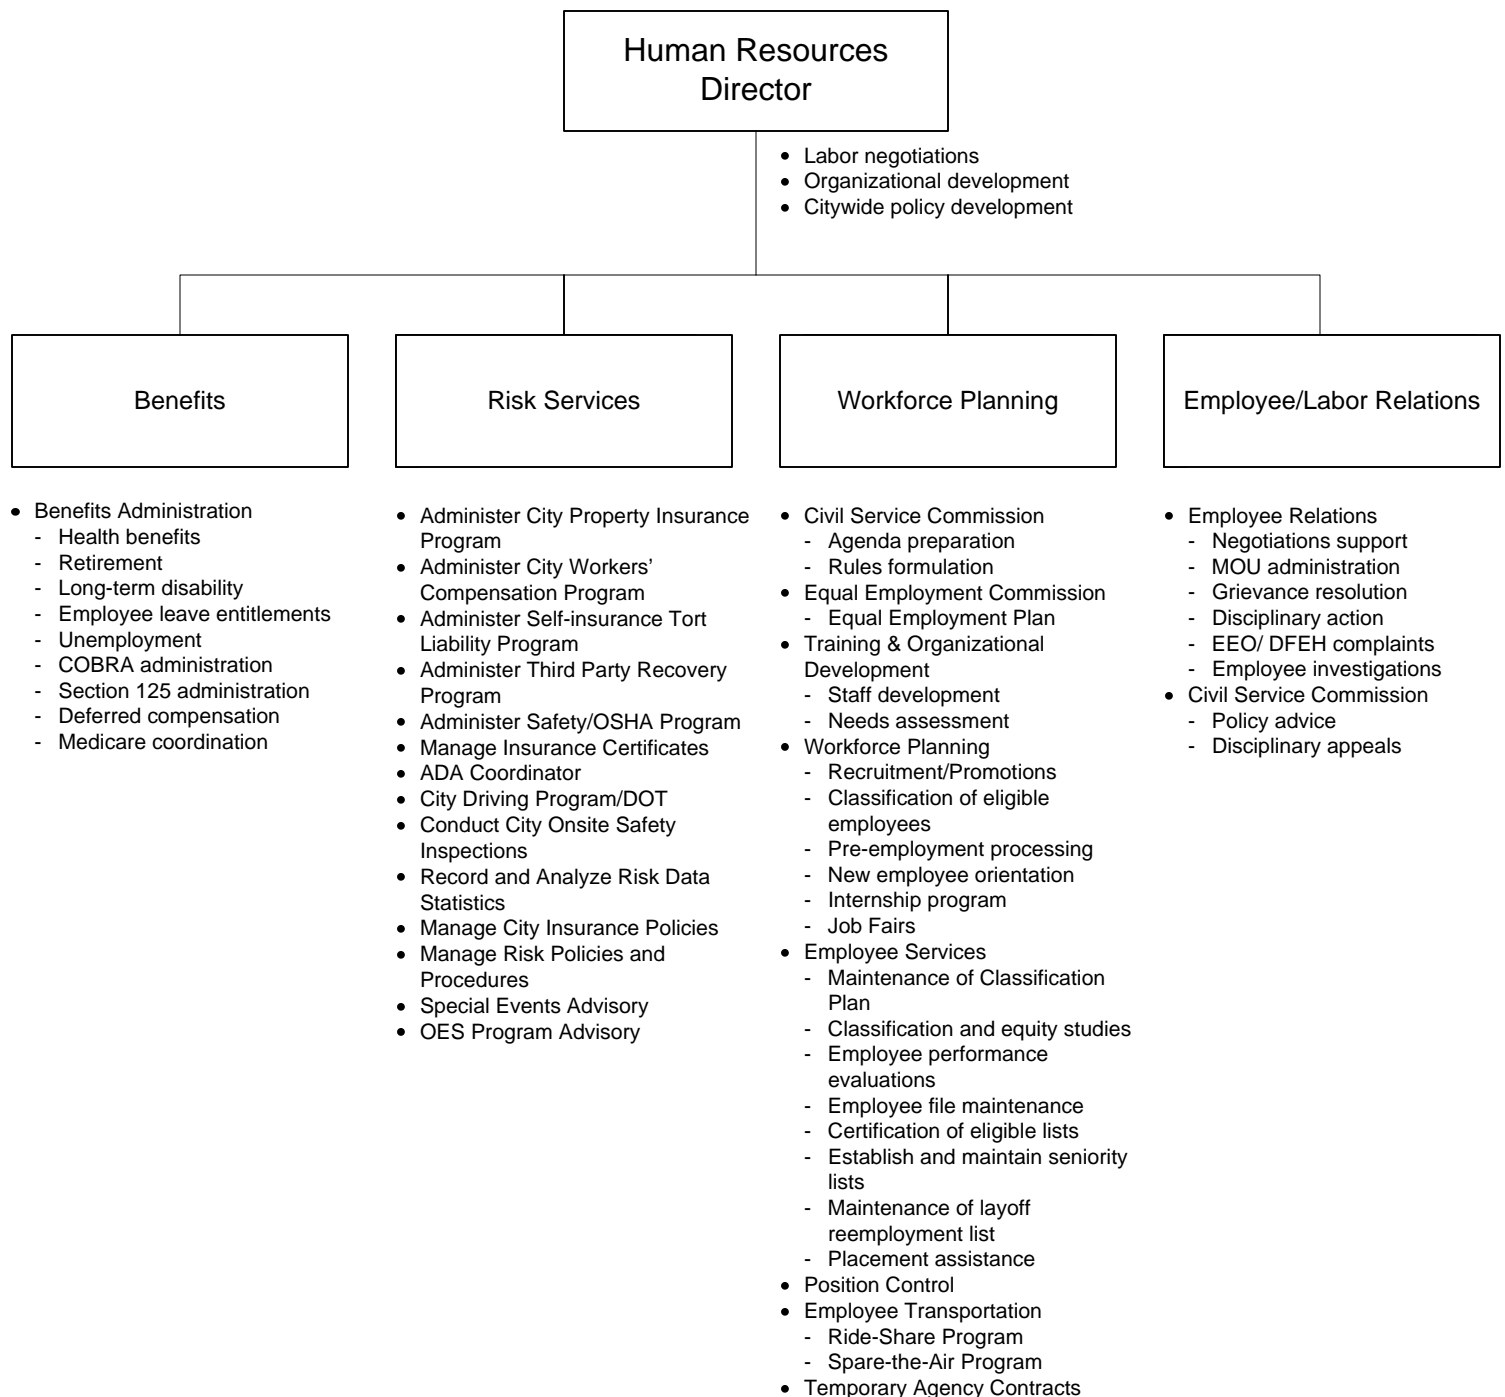 Human Resources
Director
• Labor negotiations
• Organizational development
• Citywide policy development
Benefits
Risk Services
Workforce Planning
Employee/Labor Relations
• Benefits Administration
- Health benefits
- Retirement
- Long-term disability
- Employee leave entitlements
- Unemployment
- COBRA administration
- Section 125 administration
- Deferred compensation
- Medicare coordination
• Administer City Property Insurance
Program
• Administer City Workers’
Compensation Program
• Administer Self-insurance Tort
Liability Program
• Administer Third Party Recovery
Program
• Administer Safety/OSHA Program
• Manage Insurance Certificates
• ADA Coordinator
• City Driving Program/DOT
• Conduct City Onsite Safety
Inspections
• Record and Analyze Risk Data
Statistics
• Manage City Insurance Policies
• Manage Risk Policies and
Procedures
• Special Events Advisory
• OES Program Advisory
• Civil Service Commission
- Agenda preparation
- Rules formulation
• Equal Employment Commission
- Equal Employment Plan
• Training & Organizational
Development
- Staff development
- Needs assessment
• Workforce Planning
- Recruitment/Promotions
- Classification of eligible
employees
- Pre-employment processing
- New employee orientation
- Internship program
- Job Fairs
• Employee Services
- Maintenance of Classification
Plan
- Classification and equity studies
- Employee performance
evaluations
- Employee file maintenance
- Certification of eligible lists
- Establish and maintain seniority
lists
- Maintenance of layoff
reemployment list
- Placement assistance
• Position Control
• Employee Transportation
- Ride-Share Program
- Spare-the-Air Program
• Temporary Agency Contracts
• Employee Relations
- Negotiations support
- MOU administration
- Grievance resolution
- Disciplinary action
- EEO/ DFEH complaints
- Employee investigations
• Civil Service Commission
- Policy advice
- Disciplinary appeals